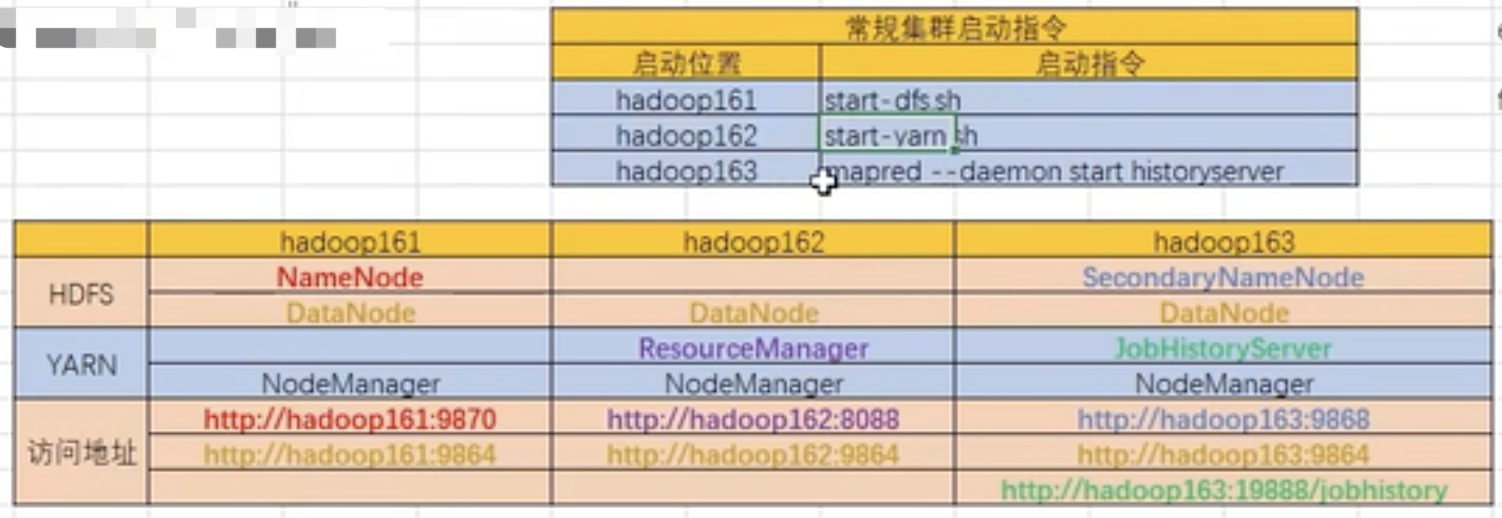 常规集群启动指令
启动位置 启动指令
hadoop161 start-dfs.sh
hadoop162 start-yarn.sh
hadoop163 mapred --daemon start historyserver
hadoop161 hadoop162 hadoop163
HDFS NameNode SecondaryNameNode
DataNode DataNode DataNode
YARN ResourceManager JobHistoryServer
NodeManager NodeManager NodeManager
访问地址 http://hadoop161:9870 http://hadoop162:8088 http://hadoop163:9868
http://hadoop161:9864 http://hadoop162:9864 http://hadoop163:9864
http://hadoop163:19888/jobhistory